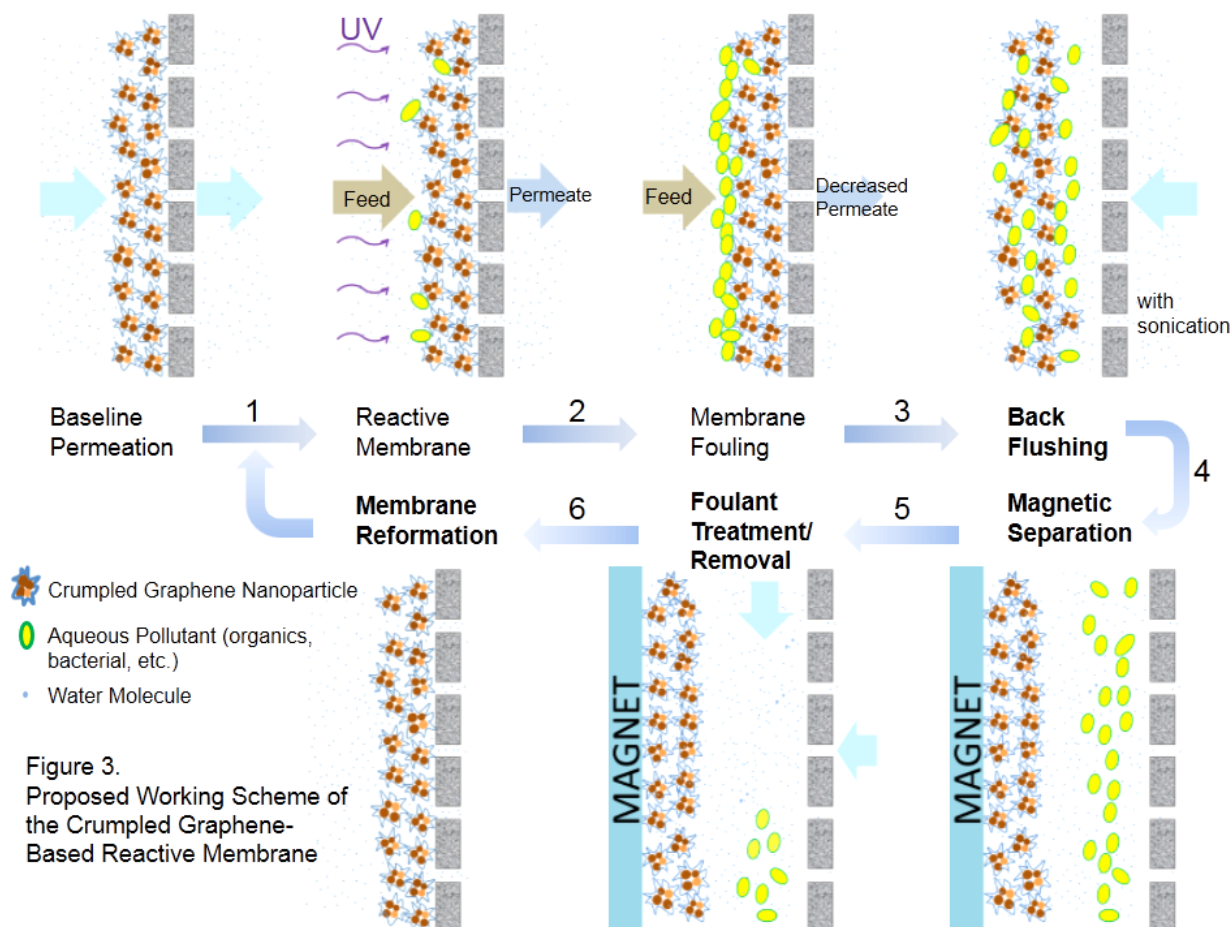 UV
Feed
Permeate
Feed
Decreased
Permeate
with
sonication
Baseline
Permeation
1
Reactive
Membrane
2
Membrane
Fouling
3
Back
Flushing
4
Magnetic
Separation
5
Foulant
Treatment/
Removal
6
Membrane
Reformation
Crumpled Graphene Nanoparticle
Aqueous Pollutant (organics,
bacterial, etc.)
Water Molecule
MAGNET
MAGNET
Figure 3.
Proposed Working Scheme of
the Crumpled Graphene-
Based Reactive Membrane